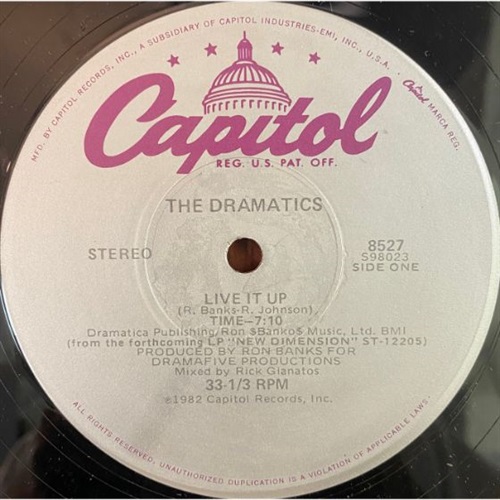 MFD. BY CAPITOL RECORDS, INC., A SUBSIDIARY OF CAPITOL INDUSTRIES-EMI, INC., U.S.A.
Capitol MARCA REG.
Capitol
REG. U.S. PAT. OFF.
THE DRAMATICS
STEREO
8527
S98023
SIDE ONE
LIVE IT UP
(R. Banks-R. Johnson)
TIME-7:10
Dramatica Publishing/Ron $Banko$ Music, Ltd. BMI
(from the forthcoming LP "NEW DIMENSION" ST-12205)
PRODUCED BY RON BANKS FOR
DRAMAFIVE PRODUCTIONS
Mixed by Rick Gianatos
33-1/3 RPM
℗1982 Capitol Records, Inc.
ALL RIGHTS RESERVED. UNAUTHORIZED DUPLICATION IS A VIOLATION OF APPLICABLE LAWS.